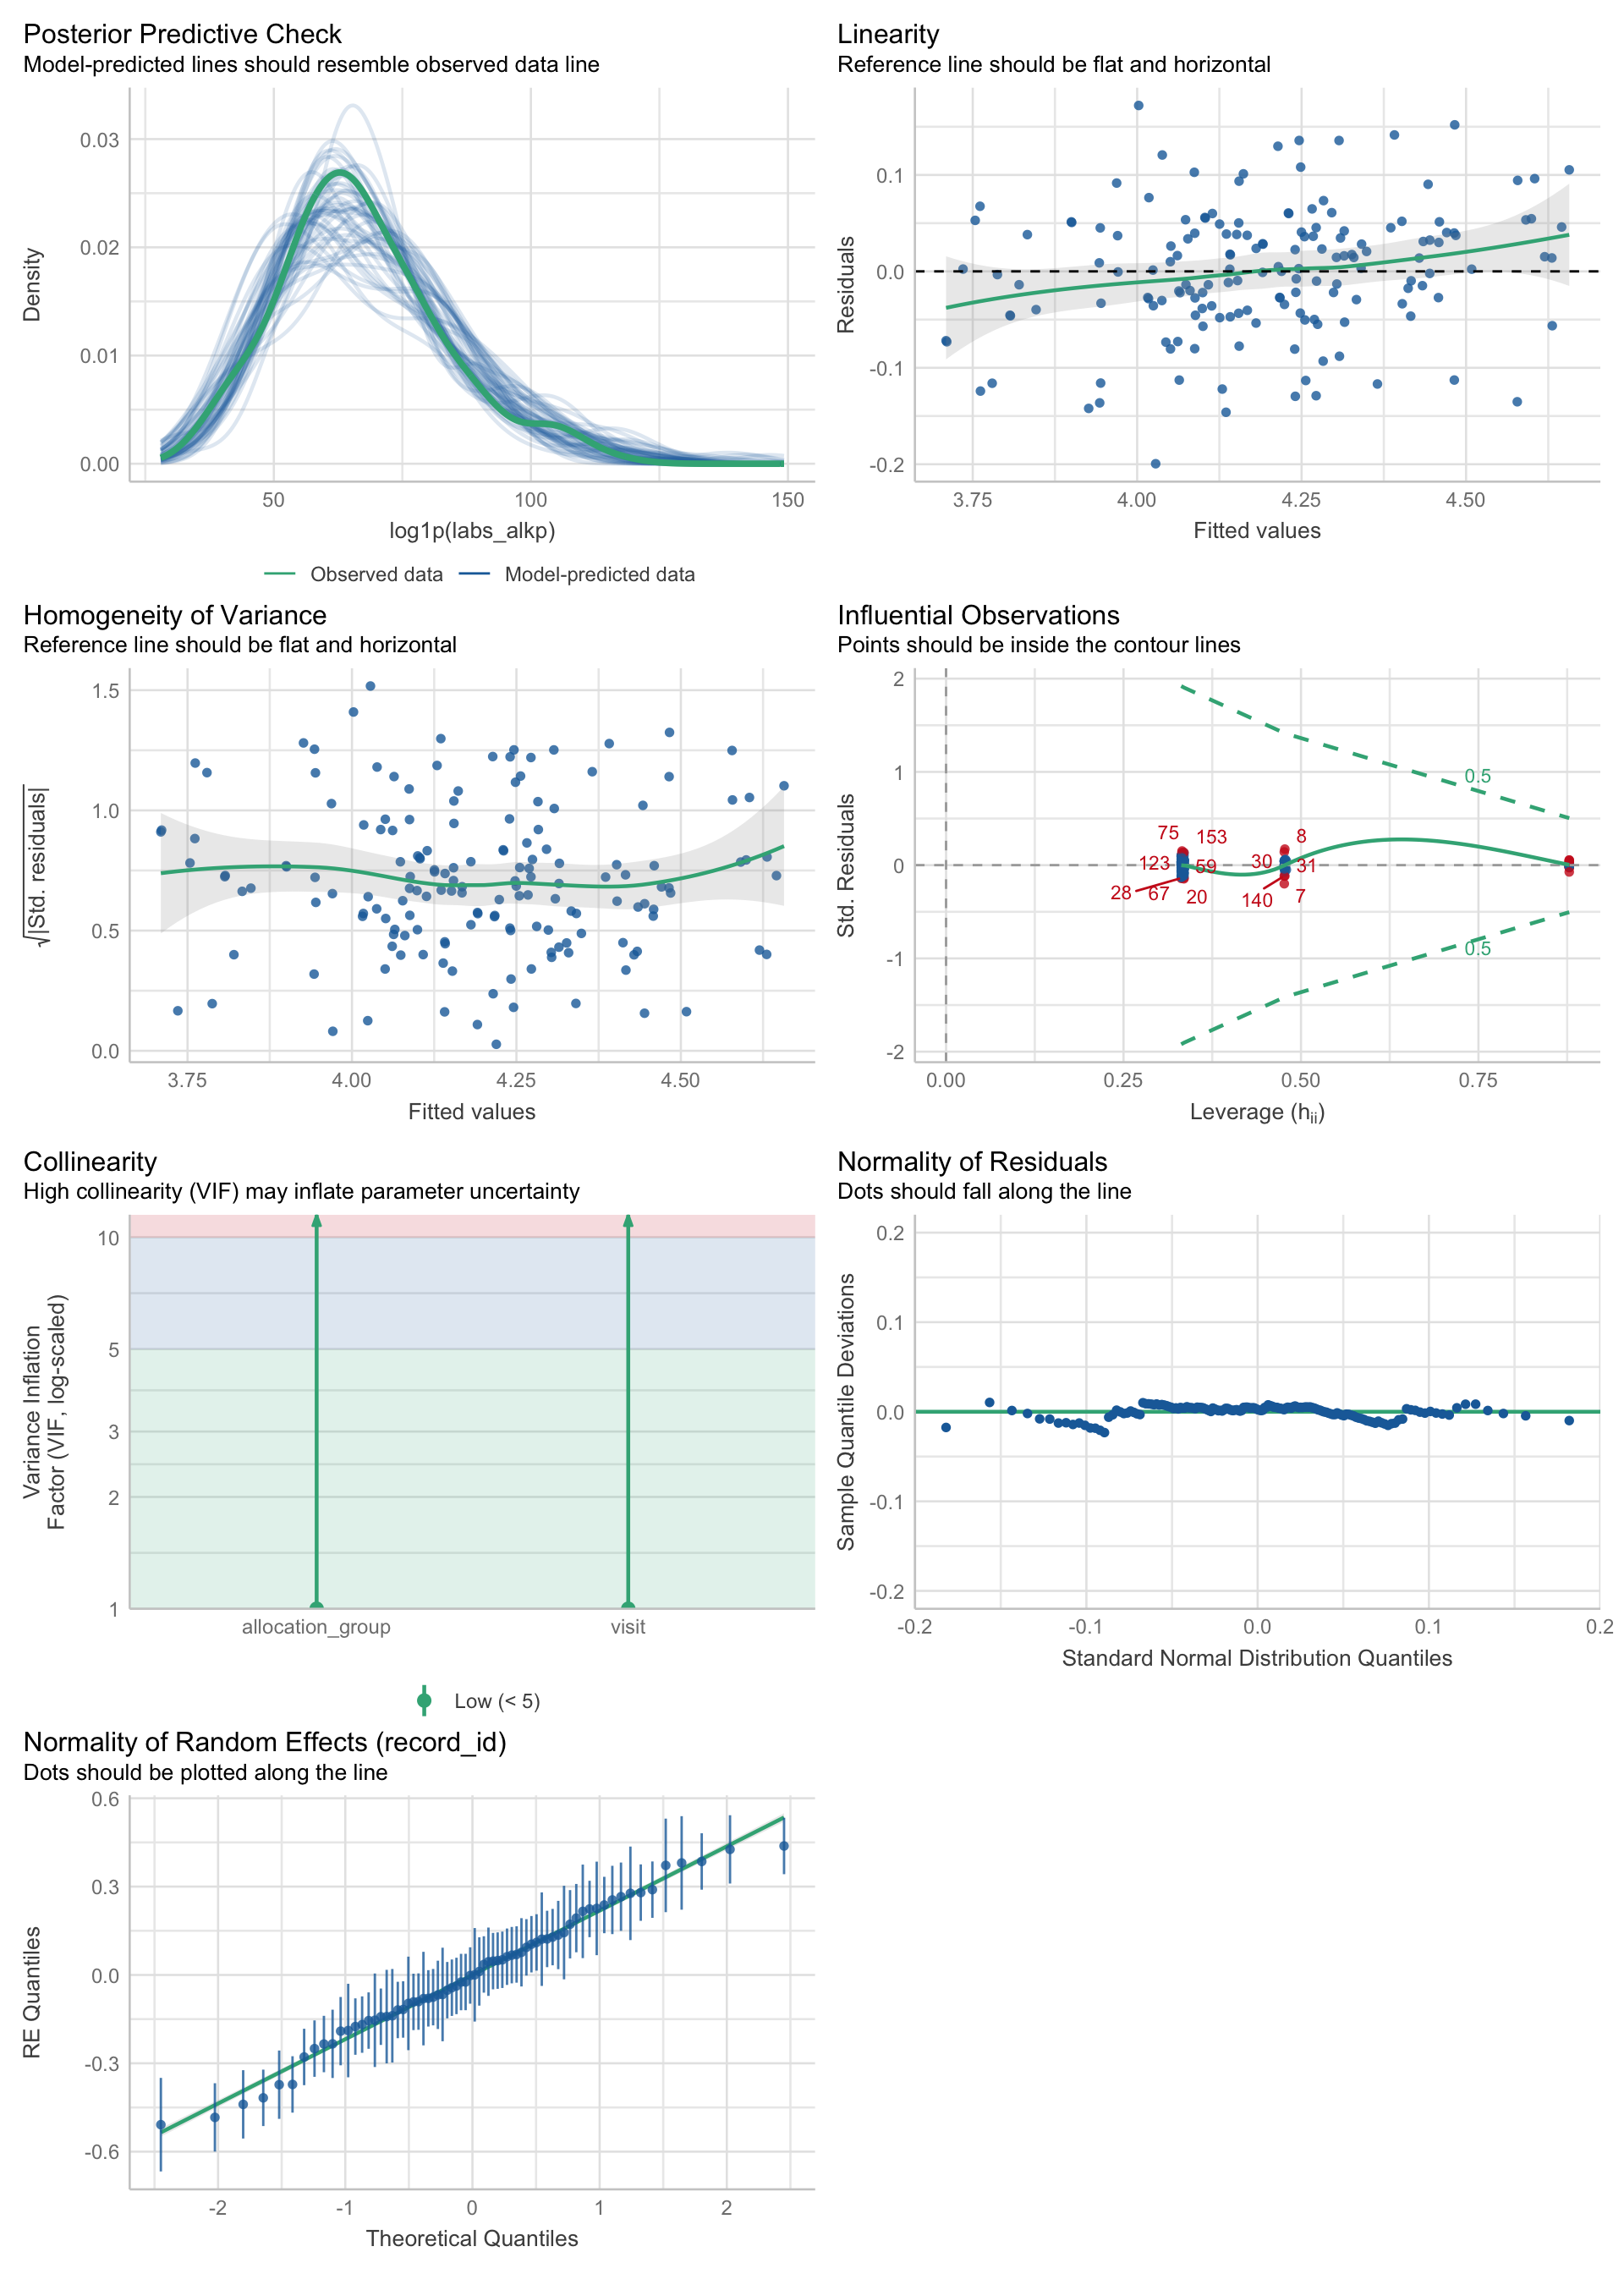 Posterior Predictive Check
Model-predicted lines should resemble observed data line
Density
0.03
0.02
0.01
0.00
50
100
150
log1p(labs_alkp)
Observed data
Model-predicted data
Linearity
Reference line should be flat and horizontal
Residuals
0.1
0.0
-0.1
-0.2
3.75
4.00
4.25
4.50
Fitted values
Homogeneity of Variance
Reference line should be flat and horizontal
√|Std. residuals|
1.5
1.0
0.5
0.0
3.75
4.00
4.25
4.50
Fitted values
Influential Observations
Points should be inside the contour lines
Std. Residuals
2
1
0
-1
-2
0.5
75
153
8
123
59
30
31
28
67
20
140
7
0.5
0.00
0.25
0.50
0.75
Leverage (hii)
Collinearity
High collinearity (VIF) may inflate parameter uncertainty
Variance Inflation
Factor (VIF, log-scaled)
10
5
3
2
1
allocation_group
visit
Low (< 5)
Normality of Residuals
Dots should fall along the line
Sample Quantile Deviations
0.2
0.1
0.0
-0.1
-0.2
-0.2
-0.1
0.0
0.1
0.2
Standard Normal Distribution Quantiles
Normality of Random Effects (record_id)
Dots should be plotted along the line
RE Quantiles
0.6
0.3
0.0
-0.3
-0.6
-2
-1
0
1
2
Theoretical Quantiles